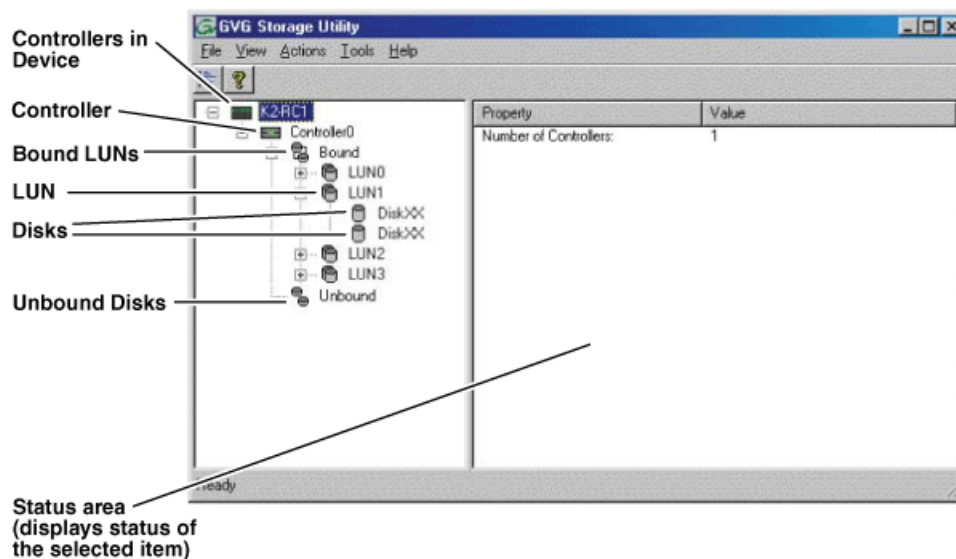 GVG Storage Utility
File View Actions Tools Help
Controllers in
Device
Controller
Bound LUNs
LUN
Disks
Unbound Disks
Status area
(displays status of
the selected item)
K2-RC1
Controller0
Bound
LUN0
LUN1
DiskXX
DiskXX
LUN2
LUN3
Unbound
Property Value
Number of Controllers: 1
Ready